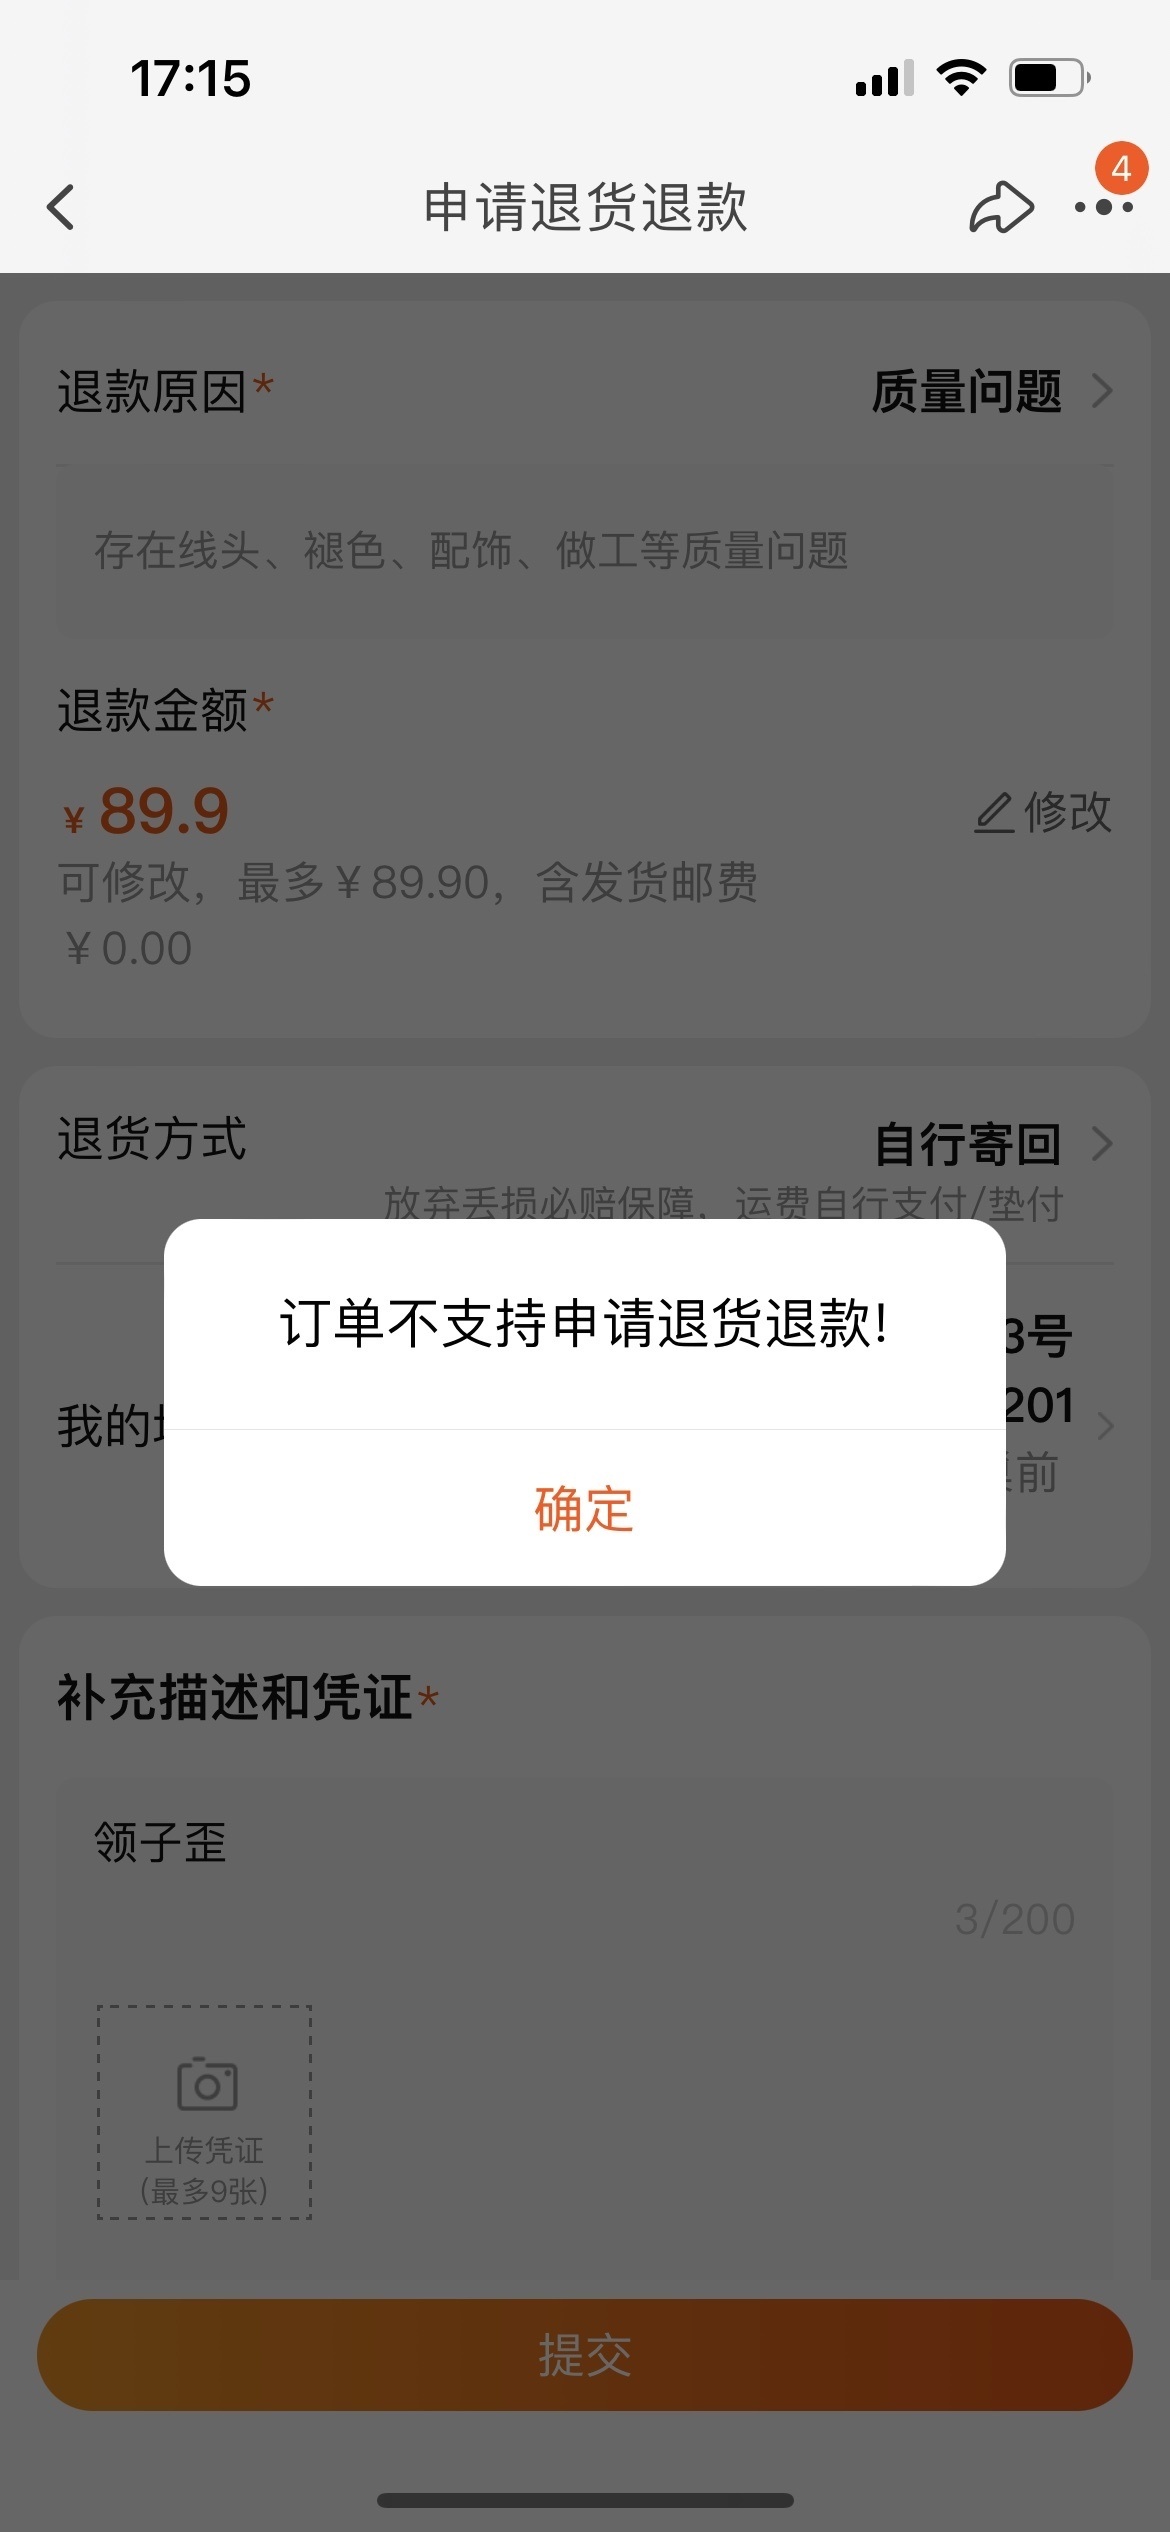 17:15
申请退货退款
4
退款原因*
质量问题
存在线头、褪色、配饰、做工等质量问题
退款金额*
¥89.9
修改
可修改，最多¥89.90，含发货邮费
¥0.00
退货方式
自行寄回
放弃丢损必赔保障，运费自行支付/垫付
订单不支持申请退货退款!
3号
201
我的
前
确定
补充描述和凭证*
领子歪
3/200
上传凭证
(最多9张)
提交